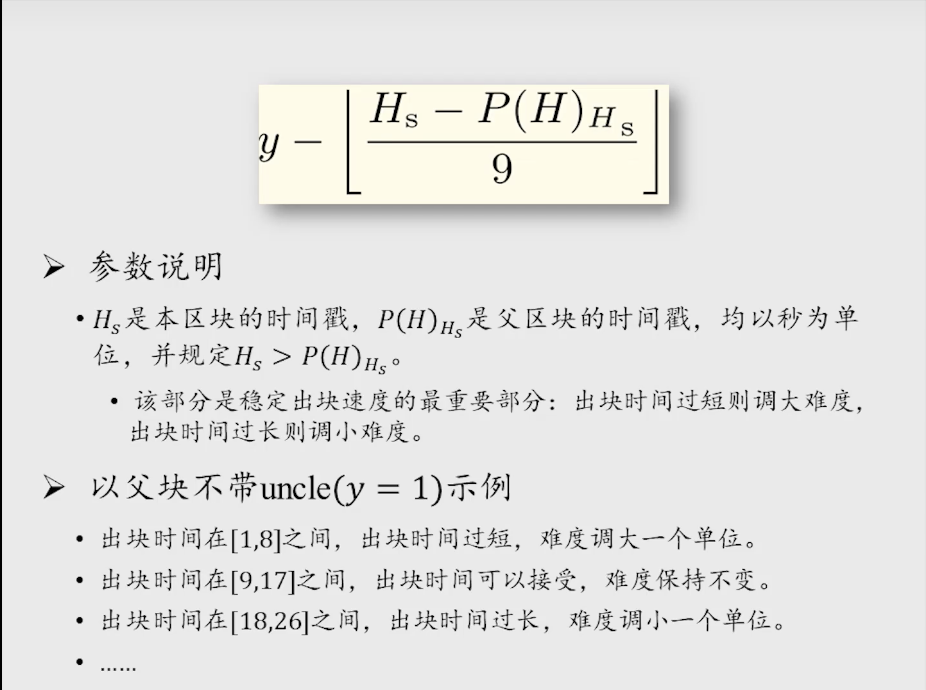 y − ⌊ (H_s − P(H)_{H_s}) / 9 ⌋
➢ 参数说明
• H_s是本区块的时间戳，P(H)_{H_s}是父区块的时间戳，均以秒为单
位，并规定H_s > P(H)_{H_s}。
• 该部分是稳定出块速度的最重要部分：出块时间过短则调大难度，
出块时间过长则调小难度。
➢ 以父块不带uncle(y = 1)示例
• 出块时间在[1,8]之间，出块时间过短，难度调大一个单位。
• 出块时间在[9,17]之间，出块时间可以接受，难度保持不变。
• 出块时间在[18,26]之间，出块时间过长，难度调小一个单位。
• ……